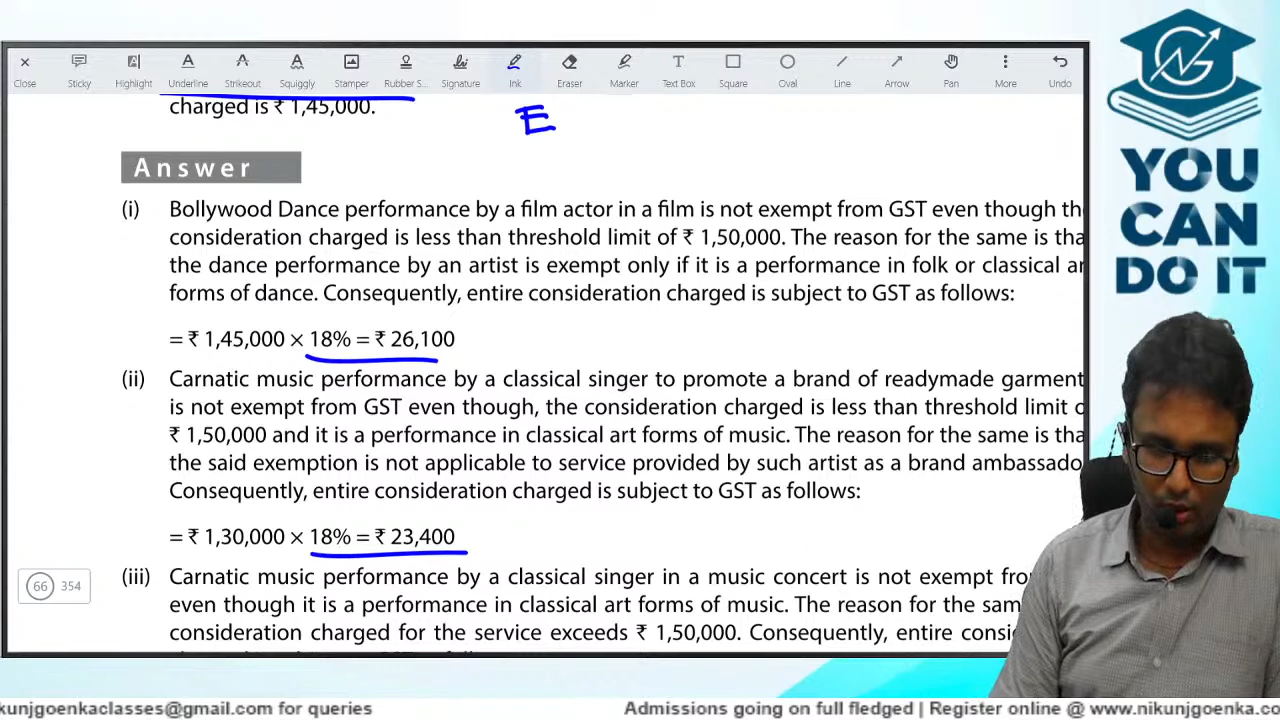 Close Sticky Highlight Underline Strikeout Squiggly Stamper Rubber S... Signature Ink Eraser Marker Text Box Square Oval Line Arrow Pan More Undo
charged is ₹ 1,45,000.
E
Answer
(i) Bollywood Dance performance by a film actor in a film is not exempt from GST even though th
consideration charged is less than threshold limit of ₹ 1,50,000. The reason for the same is tha
the dance performance by an artist is exempt only if it is a performance in folk or classical ar
forms of dance. Consequently, entire consideration charged is subject to GST as follows:
= ₹ 1,45,000 × 18% = ₹ 26,100
(ii) Carnatic music performance by a classical singer to promote a brand of readymade garment
is not exempt from GST even though, the consideration charged is less than threshold limit o
₹ 1,50,000 and it is a performance in classical art forms of music. The reason for the same is tha
the said exemption is not applicable to service provided by such artist as a brand ambassado
Consequently, entire consideration charged is subject to GST as follows:
= ₹ 1,30,000 × 18% = ₹ 23,400
66 354
(iii) Carnatic music performance by a classical singer in a music concert is not exempt fro
even though it is a performance in classical art forms of music. The reason for the sam
consideration charged for the service exceeds ₹ 1,50,000. Consequently, entire consi
YOU
CAN
DO IT
kunjgoenkaclasses@gmail.com for queries
Admissions going on full fledged | Register online @ www.nikunjgoenka.co